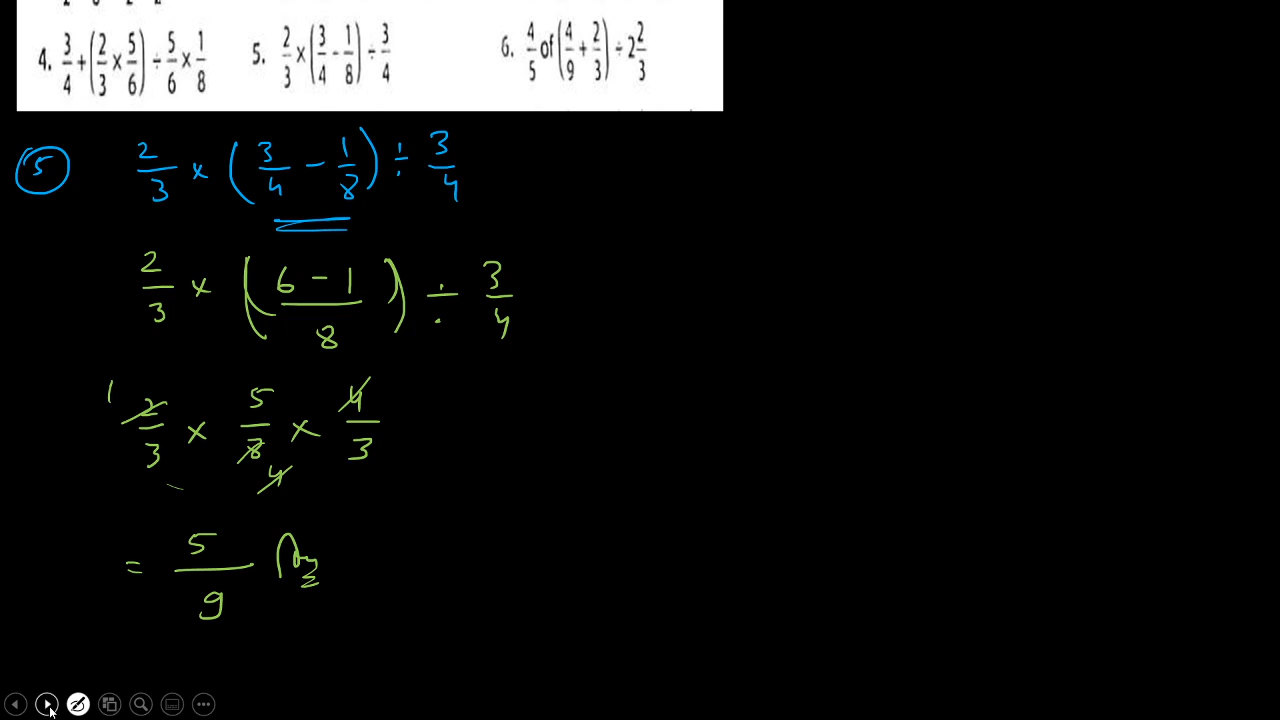 4. 3/4 + (2/3 × 5/6) ÷ 5/6 × 1/8 5. 2/3 × (3/4 - 1/8) ÷ 3/4 6. 4/5 of (4/9 + 2/3) ÷ 2 2/3
5 2/3 × (3/4 - 1/8) ÷ 3/4
2/3 × ((6 - 1)/8) ÷ 3/4
1 2/3 × 5/8 × 4/3
4
= 5/9 Ans